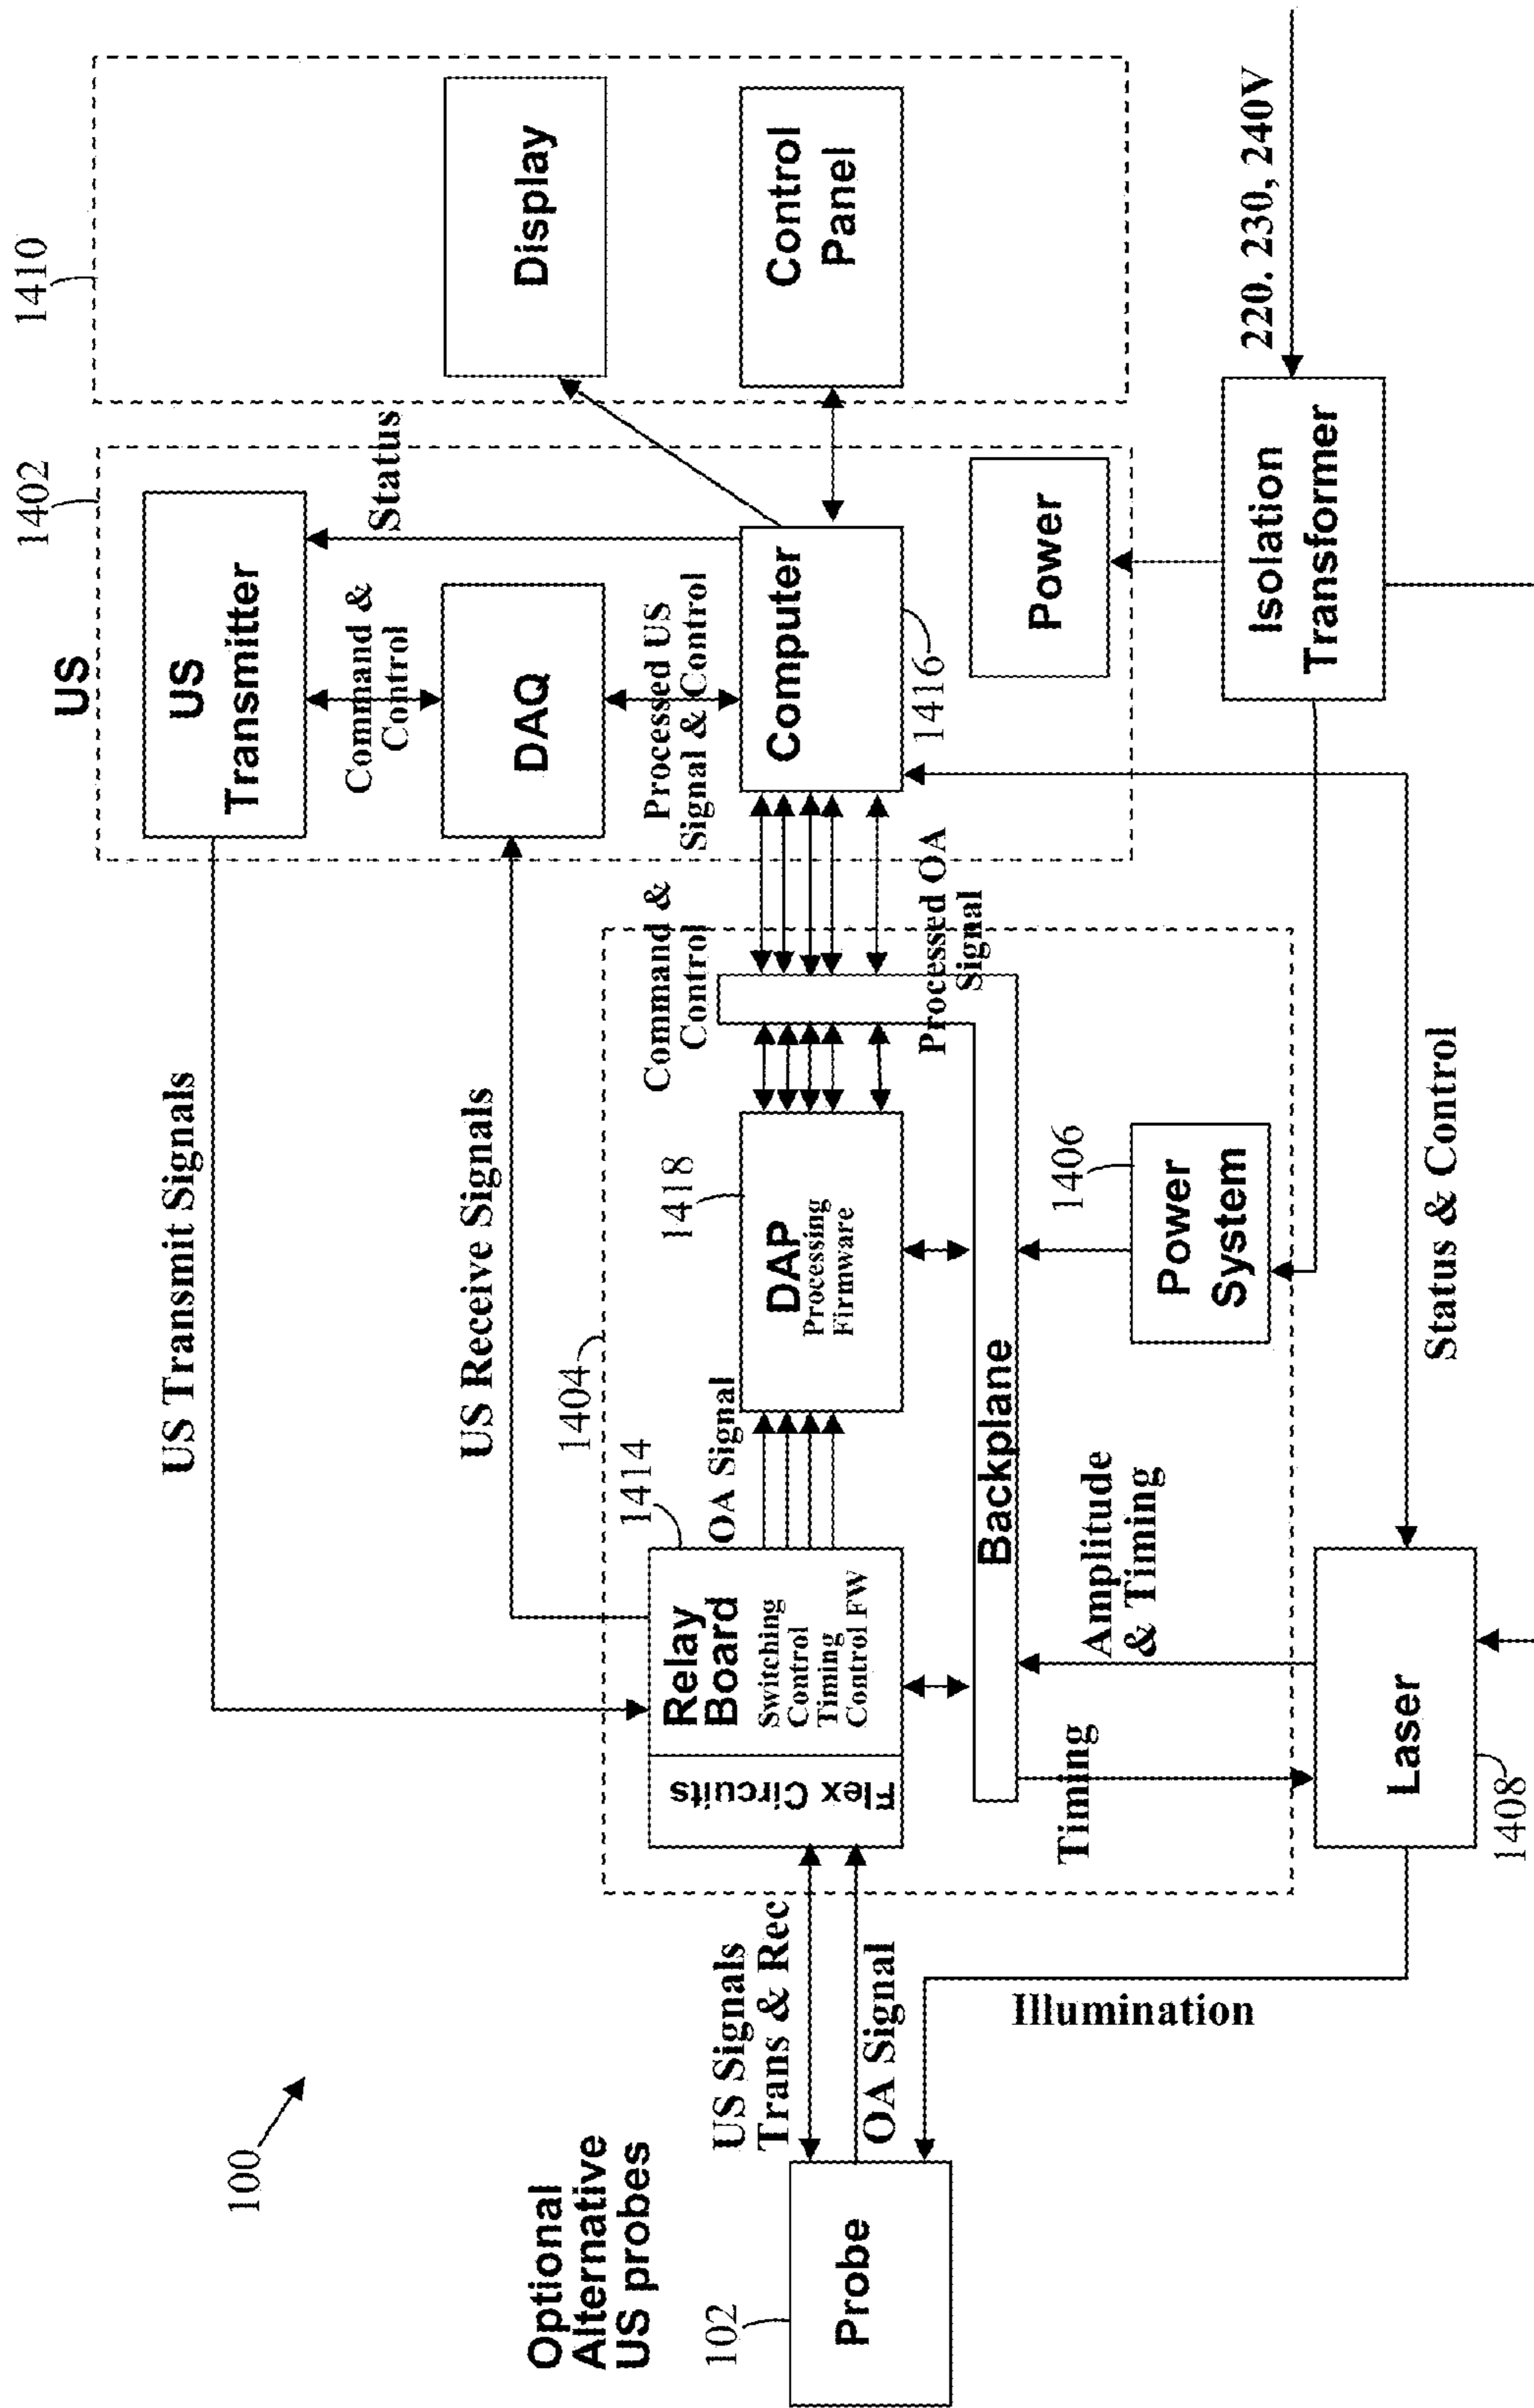 100
1410
1402
US
US
Transmitter
Status
Display
Command &
Control
DAQ
Processed US
Signal & Control
Computer
1416
Control
Panel
Power
Isolation
Transformer
220. 230, 240V
US Transmit Signals
US Receive Signals
1404
1414
Relay
Board
Switching
Control
Timing
Control FW
Flex Circuits
OA Signal
1418
DAP
Processing
Firmware
Command &
Control
Processed OA
Signal
Backplane
1406
Power
System
Amplitude
& Timing
Timing
Status & Control
Laser
1408
Illumination
US Signals
Trans & Rec
OA Signal
Optional
Alternative
US probes
102
Probe